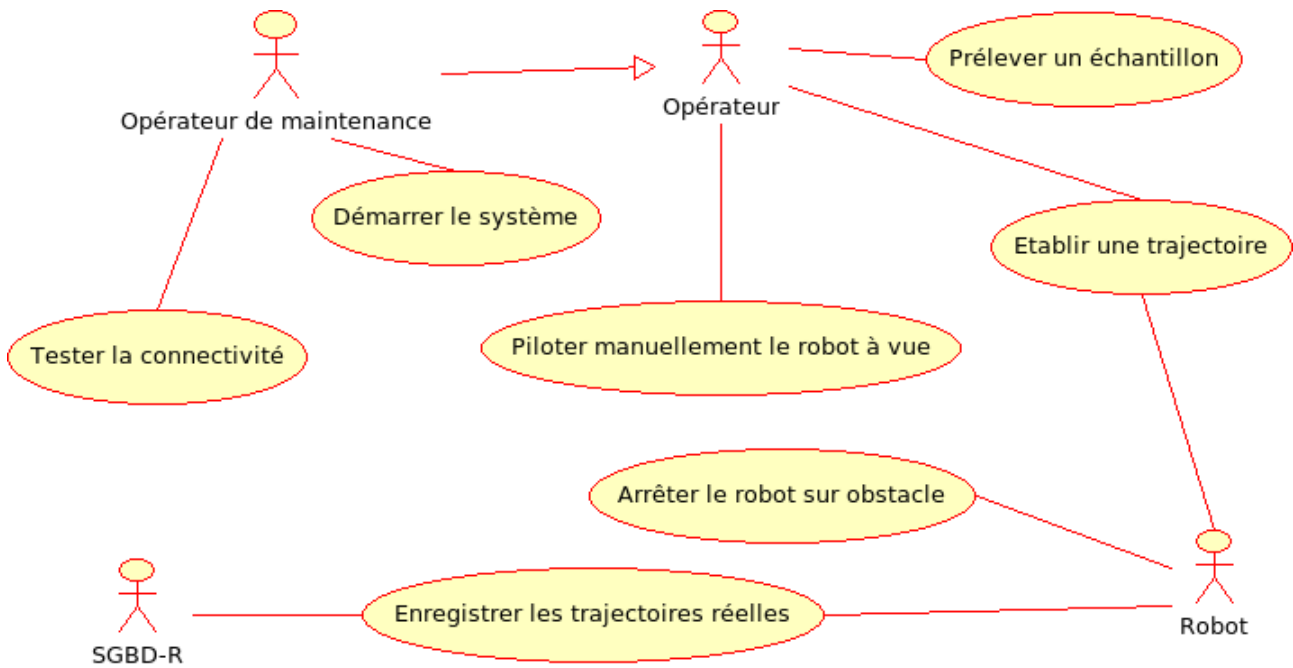 Prélever un échantillon
Opérateur
Opérateur de maintenance
Démarrer le système
Etablir une trajectoire
Piloter manuellement le robot à vue
Tester la connectivité
Arrêter le robot sur obstacle
Enregistrer les trajectoires réelles
Robot
SGBD-R